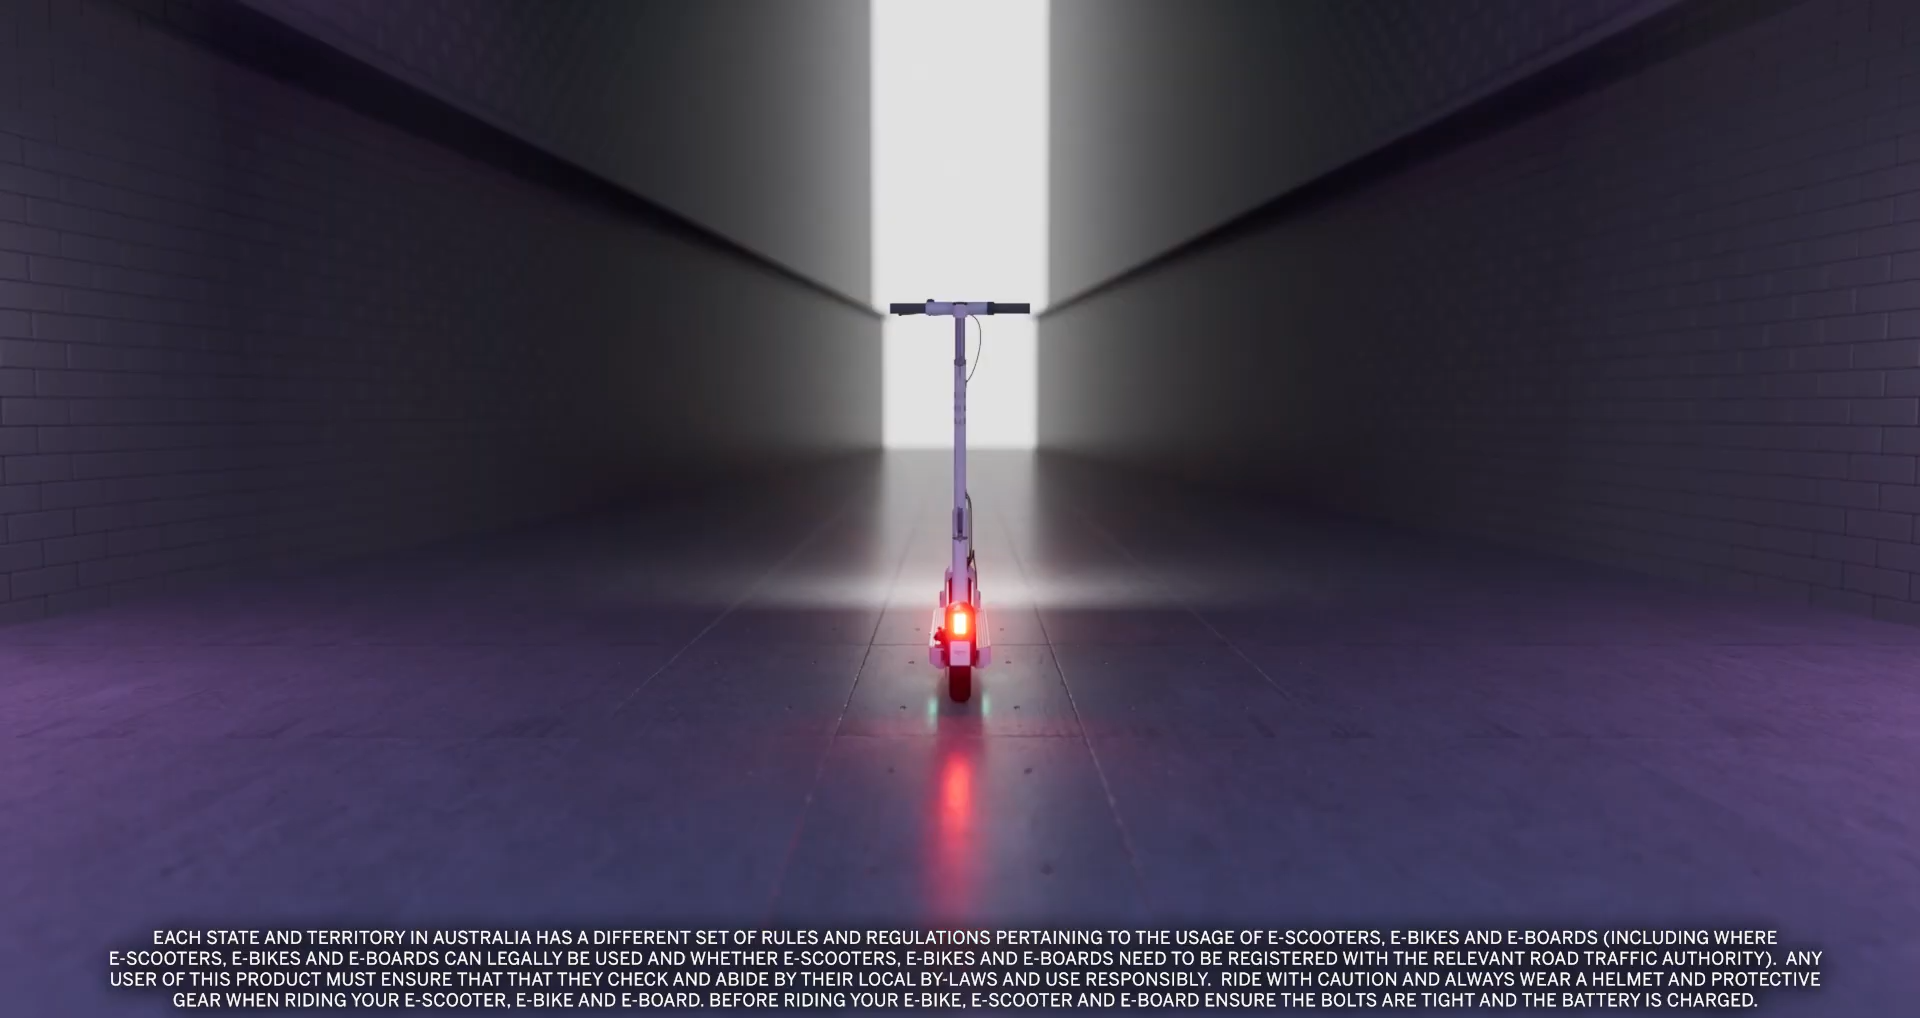 EACH STATE AND TERRITORY IN AUSTRALIA HAS A DIFFERENT SET OF RULES AND REGULATIONS PERTAINING TO THE USAGE OF E-SCOOTERS, E-BIKES AND E-BOARDS (INCLUDING WHERE
E-SCOOTERS, E-BIKES AND E-BOARDS CAN LEGALLY BE USED AND WHETHER E-SCOOTERS, E-BIKES AND E-BOARDS NEED TO BE REGISTERED WITH THE RELEVANT ROAD TRAFFIC AUTHORITY). ANY
USER OF THIS PRODUCT MUST ENSURE THAT THAT THEY CHECK AND ABIDE BY THEIR LOCAL BY-LAWS AND USE RESPONSIBLY. RIDE WITH CAUTION AND ALWAYS WEAR A HELMET AND PROTECTIVE
GEAR WHEN RIDING YOUR E-SCOOTER, E-BIKE AND E-BOARD. BEFORE RIDING YOUR E-BIKE, E-SCOOTER AND E-BOARD ENSURE THE BOLTS ARE TIGHT AND THE BATTERY IS CHARGED.